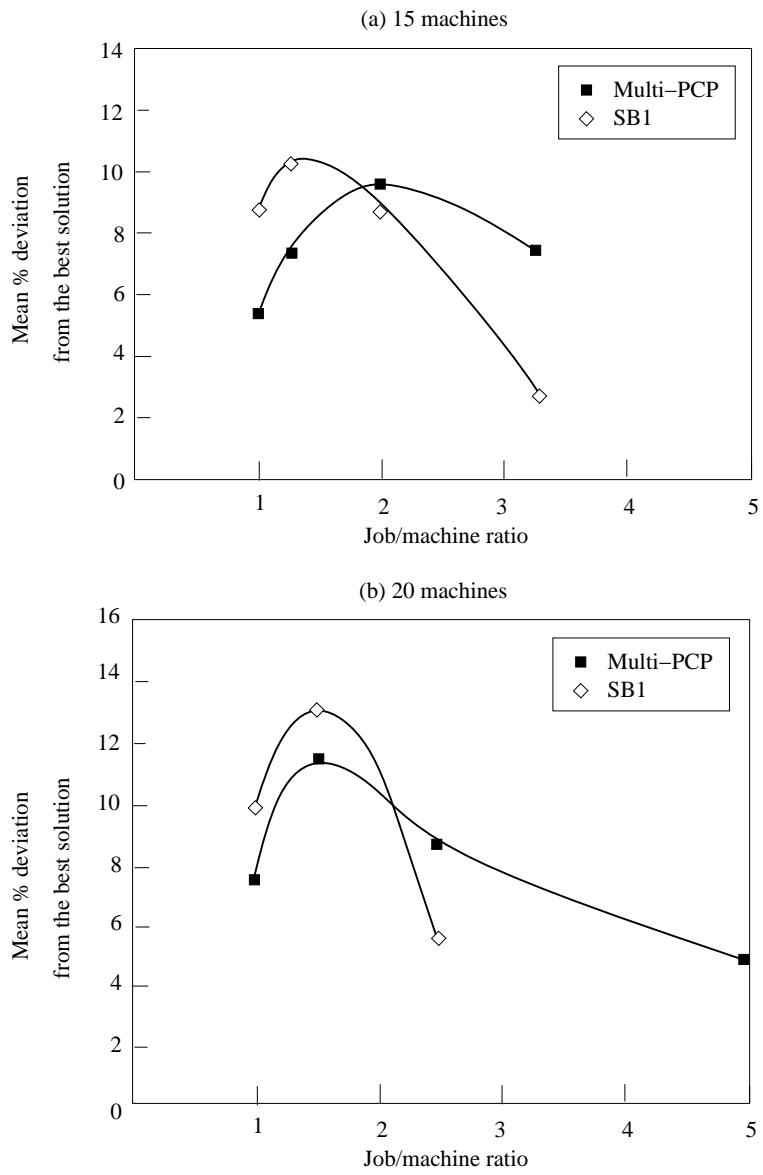 (a) 15 machines
14
12
10
8
6
4
2
0
Mean % deviation
from the best solution
Multi−PCP
SB1
1 2 3 4 5
Job/machine ratio
(b) 20 machines
16
14
12
10
8
6
4
2
0
Mean % deviation
from the best solution
Multi−PCP
SB1
1 2 3 4 5
Job/machine ratio